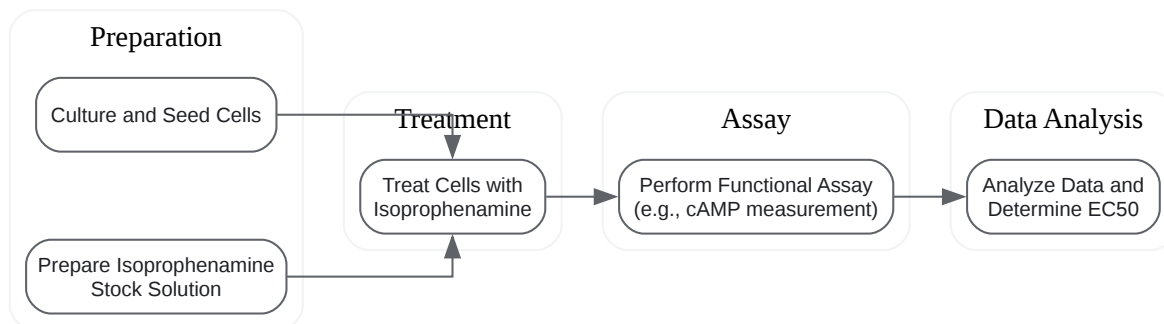 Preparation
Culture and Seed Cells
Prepare Isoprophenamine
Stock Solution
Treatment
Treat Cells with
Isoprophenamine
Assay
Perform Functional Assay
(e.g., cAMP measurement)
Data Analysis
Analyze Data and
Determine EC50